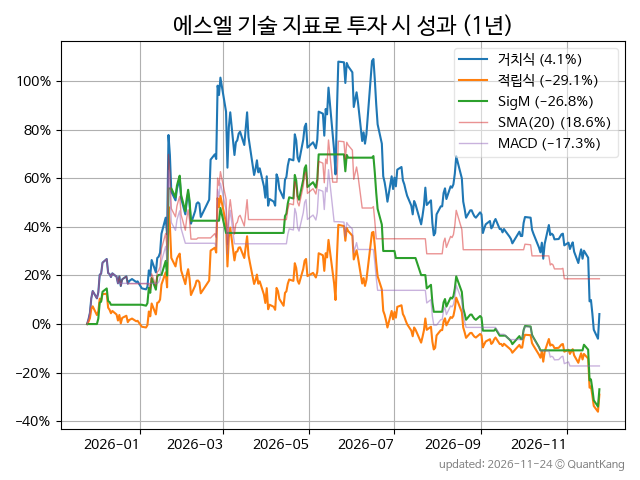 에스엘 기술 지표로 투자 시 성과 (1년)
거치식 (4.1%)
적립식 (−29.1%)
SigM (−26.8%)
SMA(20) (18.6%)
MACD (−17.3%)
100%
80%
60%
40%
20%
0%
−20%
−40%
2026-01 2026-03 2026-05 2026-07 2026-09 2026-11
updated: 2026-11-24 © QuantKang